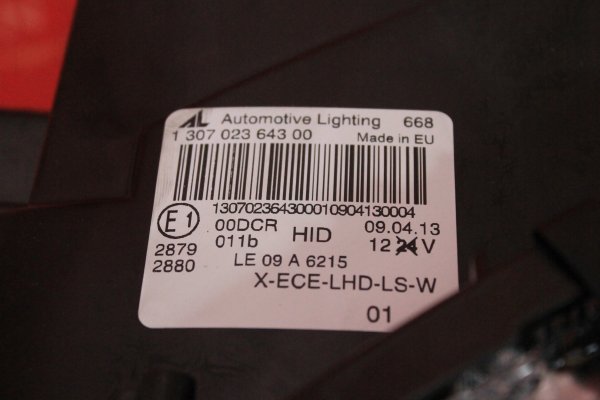 AL Automotive Lighting 668
1 307 023 643 00 Made in EU
130702364300010904130004
E1 00DCR HID 09.04.13
011b 12 24 V
2879
2880 LE 09 A 6215
X-ECE-LHD-LS-W
01